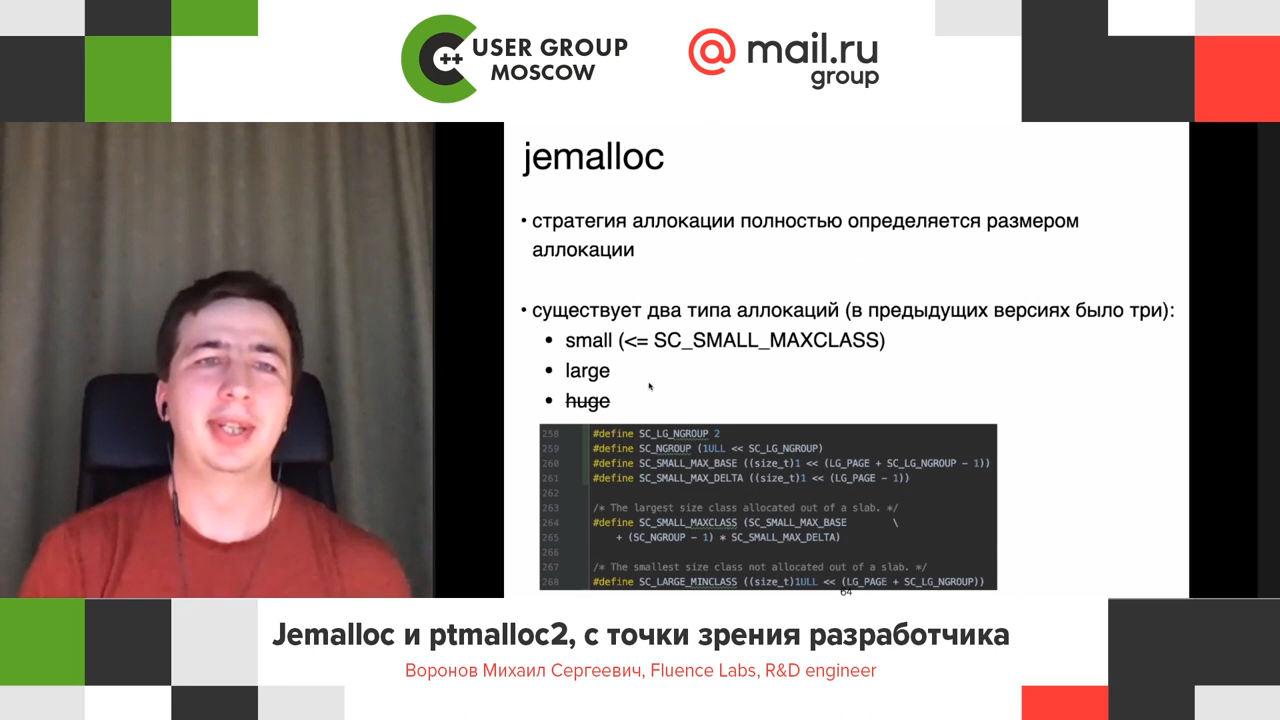 C++ USER GROUP
MOSCOW
@mail.ru
group
jemalloc
• стратегия аллокации полностью определяется размером
аллокации
• существует два типа аллокаций (в предыдущих версиях было три):
• small (<= SC_SMALL_MAXCLASS)
• large
• huge
258 #define SC_LG_NGROUP 2
259 #define SC_NGROUP (1ULL << SC_LG_NGROUP)
260 #define SC_SMALL_MAX_BASE ((size_t)1 << (LG_PAGE + SC_LG_NGROUP - 1))
261 #define SC_SMALL_MAX_DELTA ((size_t)1 << (LG_PAGE - 1))
262
263 /* The largest size class allocated out of a slab. */
264 #define SC_SMALL_MAXCLASS (SC_SMALL_MAX_BASE \
265 + (SC_NGROUP - 1) * SC_SMALL_MAX_DELTA)
266
267 /* The smallest size class not allocated out of a slab. */
268 #define SC_LARGE_MINCLASS ((size_t)1ULL << (LG_PAGE + SC_LG_NGROUP))
64
Jemalloc и ptmalloc2, с точки зрения разработчика
Воронов Михаил Сергеевич, Fluence Labs, R&D engineer